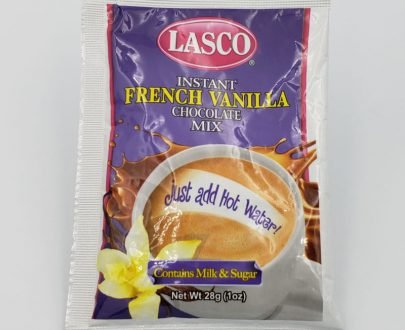 LASCO®
INSTANT
FRENCH VANILLA
CHOCOLATE
MIX
Just add Hot Water!
Contains Milk & Sugar
Net Wt 28g (1oz)